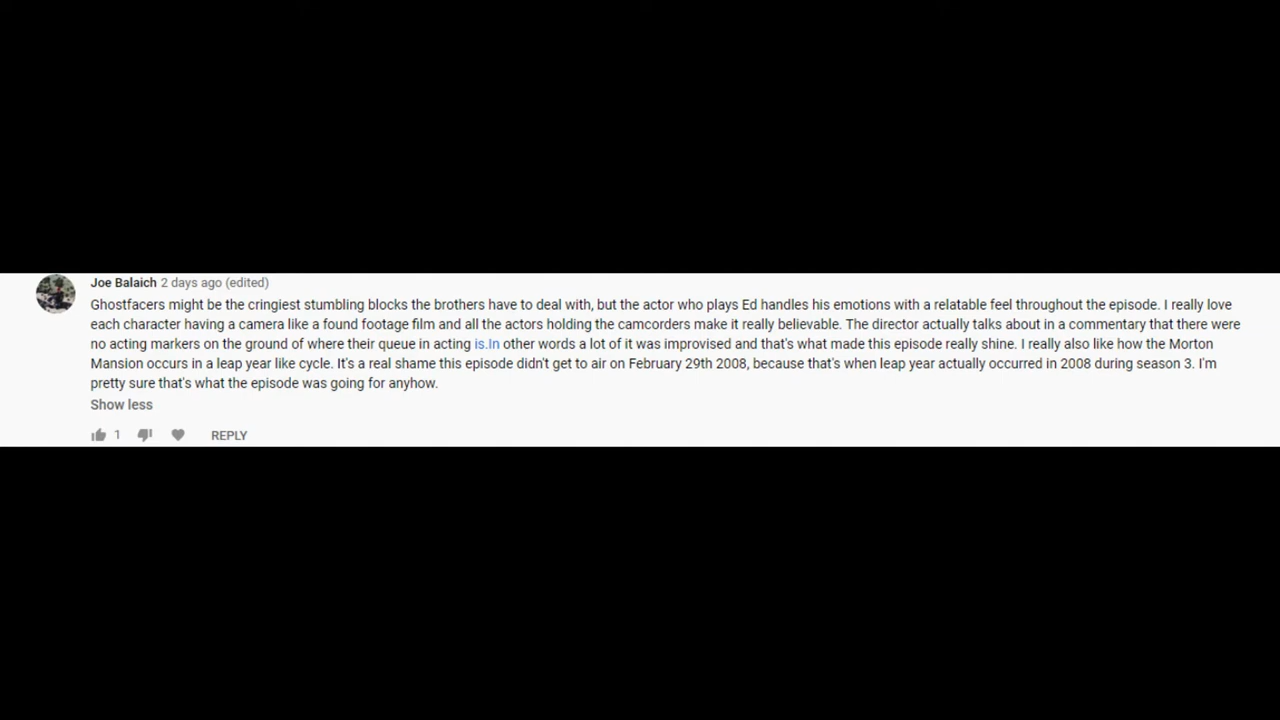 Joe Balaich 2 days ago (edited)
Ghostfacers might be the cringiest stumbling blocks the brothers have to deal with, but the actor who plays Ed handles his emotions with a relatable feel throughout the episode. I really love
each character having a camera like a found footage film and all the actors holding the camcorders make it really believable. The director actually talks about in a commentary that there were
no acting markers on the ground of where their queue in acting is.In other words a lot of it was improvised and that's what made this episode really shine. I really also like how the Morton
Mansion occurs in a leap year like cycle. It's a real shame this episode didn't get to air on February 29th 2008, because that's when leap year actually occurred in 2008 during season 3. I'm
pretty sure that's what the episode was going for anyhow.
Show less
1 REPLY